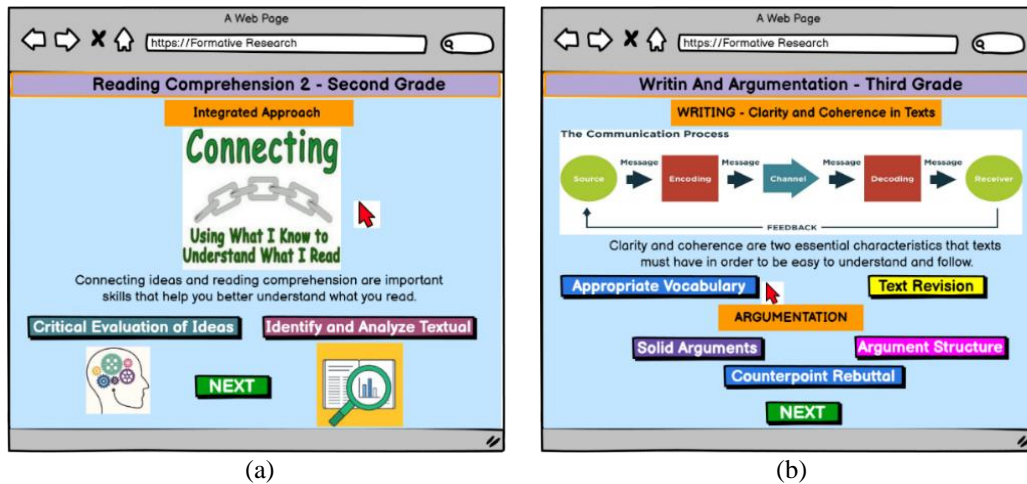 A Web Page
https://Formative Research
Reading Comprehension 2 - Second Grade
Integrated Approach
Connecting
Using What I Know to
Understand What I Read
Connecting ideas and reading comprehension are important
skills that help you better understand what you read.
Critical Evaluation of Ideas
Identify and Analyze Textual
NEXT
(a)
A Web Page
https://Formative Research
Writin And Argumentation - Third Grade
WRITING - Clarity and Coherence in Texts
The Communication Process
Message Message Message Message
Source Encoding Channel Decoding Receiver
FEEDBACK
Clarity and coherence are two essential characteristics that texts
must have in order to be easy to understand and follow.
Appropriate Vocabulary
Text Revision
ARGUMENTATION
Solid Arguments
Argument Structure
Counterpoint Rebuttal
NEXT
(b)